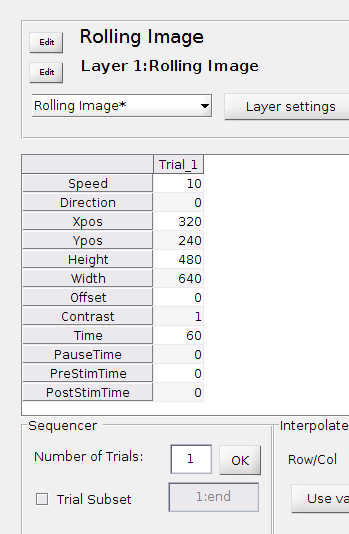 Edit Rolling Image
Edit Layer 1:Rolling Image
Rolling Image* Layer settings
Trial_1
Speed 10
Direction 0
Xpos 320
Ypos 240
Height 480
Width 640
Offset 0
Contrast 1
Time 60
PauseTime 0
PreStimTime 0
PostStimTime 0
Sequencer
Number of Trials: 1 OK
Trial Subset 1:end
Interpolate
Row/Col
Use va